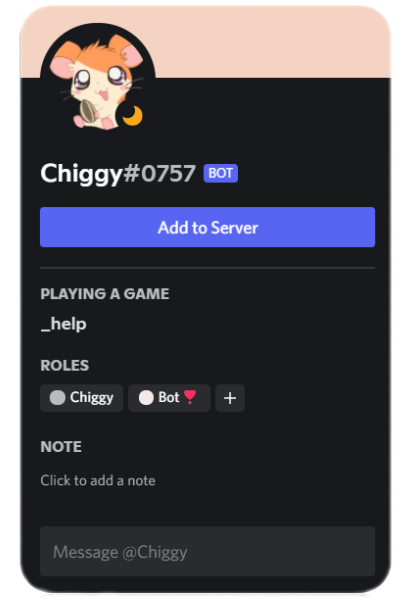 Chiggy#0757 BOT
Add to Server
PLAYING A GAME
_help
ROLES
Chiggy Bot❣ +
NOTE
Click to add a note
Message @Chiggy